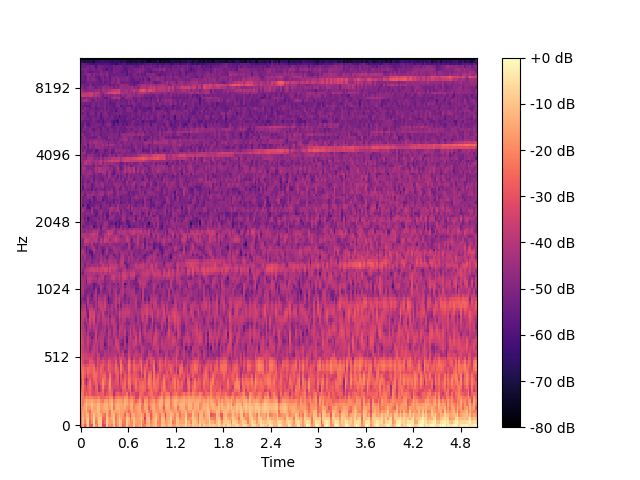 8192
4096
2048
1024
512
0
Hz
0 0.6 1.2 1.8 2.4 3 3.6 4.2 4.8
Time
+0 dB
-10 dB
-20 dB
-30 dB
-40 dB
-50 dB
-60 dB
-70 dB
-80 dB